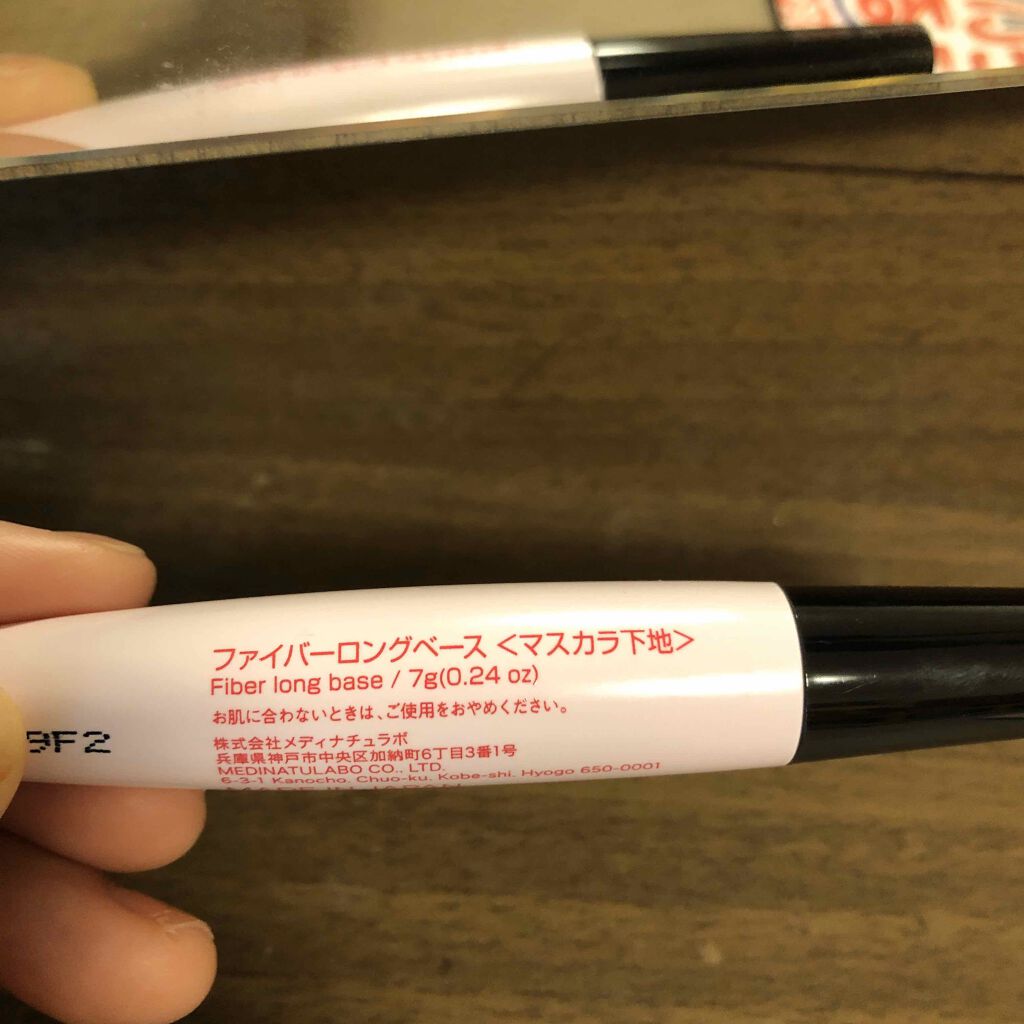 ファイバーロングベース <マスカラ下地>
Fiber long base / 7g(0.24 oz)
お肌に合わないときは、ご使用をおやめください。
株式会社メディナチュラボ
兵庫県神戸市中央区加納町6丁目3番1号
MEDINATULABO CO., LTD.
6-3-1 Kanocho, Chuo-ku, Kobe-shi, Hyogo 650-0001
MADE IN JAPAN
9F2